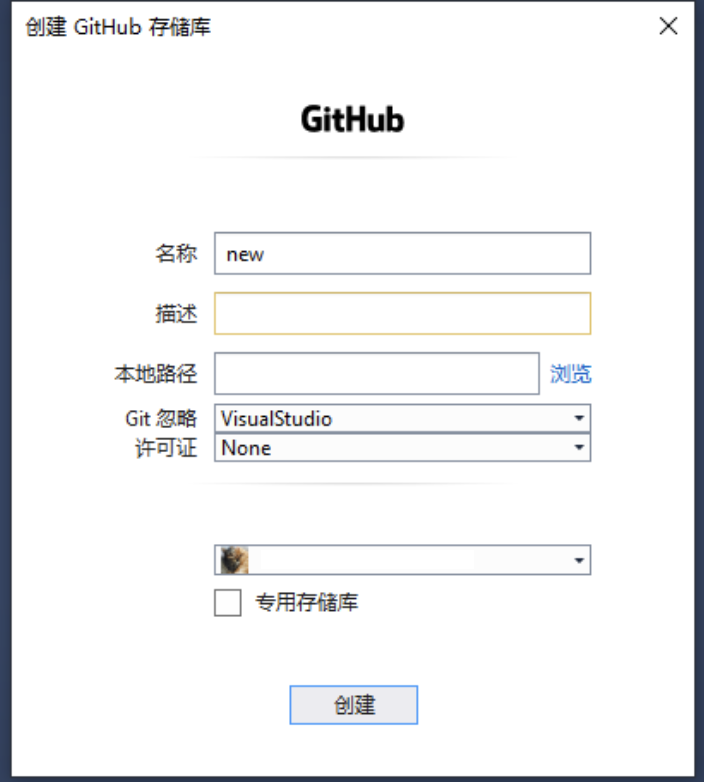 创建 GitHub 存储库
GitHub
名称 new
描述
本地路径 浏览
Git 忽略 VisualStudio
许可证 None
专用存储库
创建